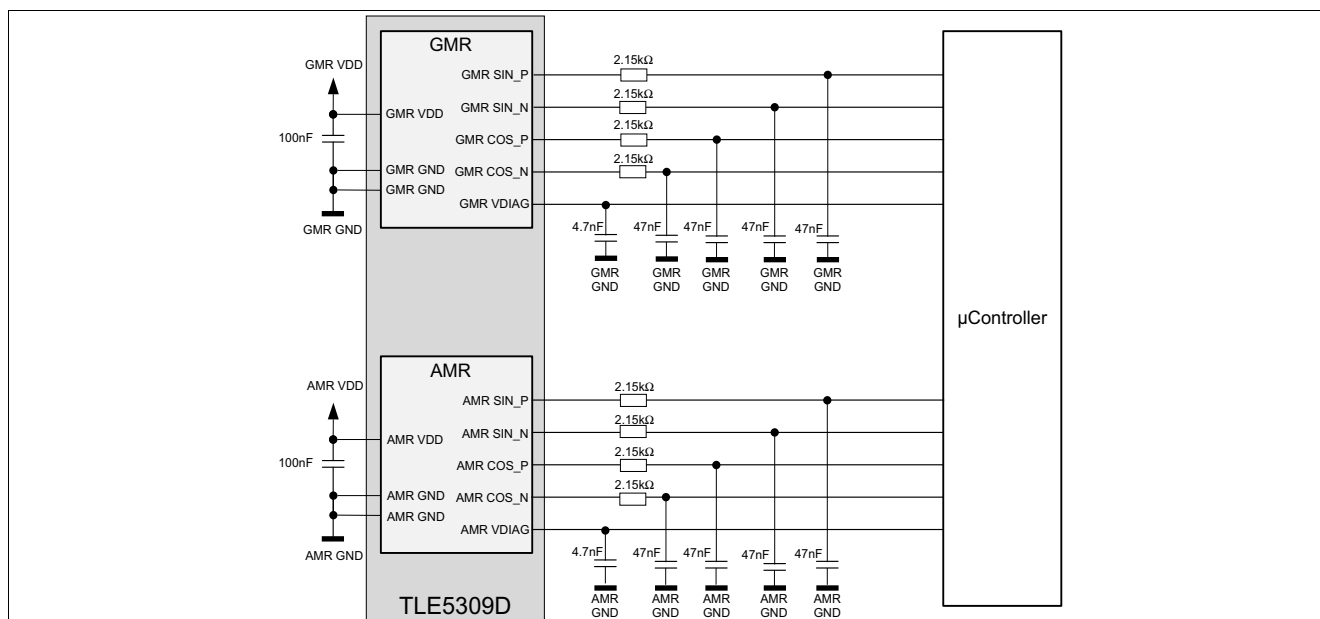 GMR
GMR VDD
GMR SIN_P
2.15kΩ
GMR SIN_N
2.15kΩ
GMR VDD
100nF
GMR COS_P
2.15kΩ
GMR GND
GMR COS_N
2.15kΩ
GMR GND
GMR VDIAG
GMR GND
4.7nF
47nF
47nF
47nF
47nF
GMR
GND
GMR
GND
GMR
GND
GMR
GND
GMR
GND
µController
AMR
AMR VDD
AMR SIN_P
2.15kΩ
AMR SIN_N
2.15kΩ
AMR VDD
100nF
AMR COS_P
2.15kΩ
AMR GND
AMR COS_N
2.15kΩ
AMR GND
AMR VDIAG
AMR GND
4.7nF
47nF
47nF
47nF
47nF
AMR
GND
AMR
GND
AMR
GND
AMR
GND
AMR
GND
TLE5309D